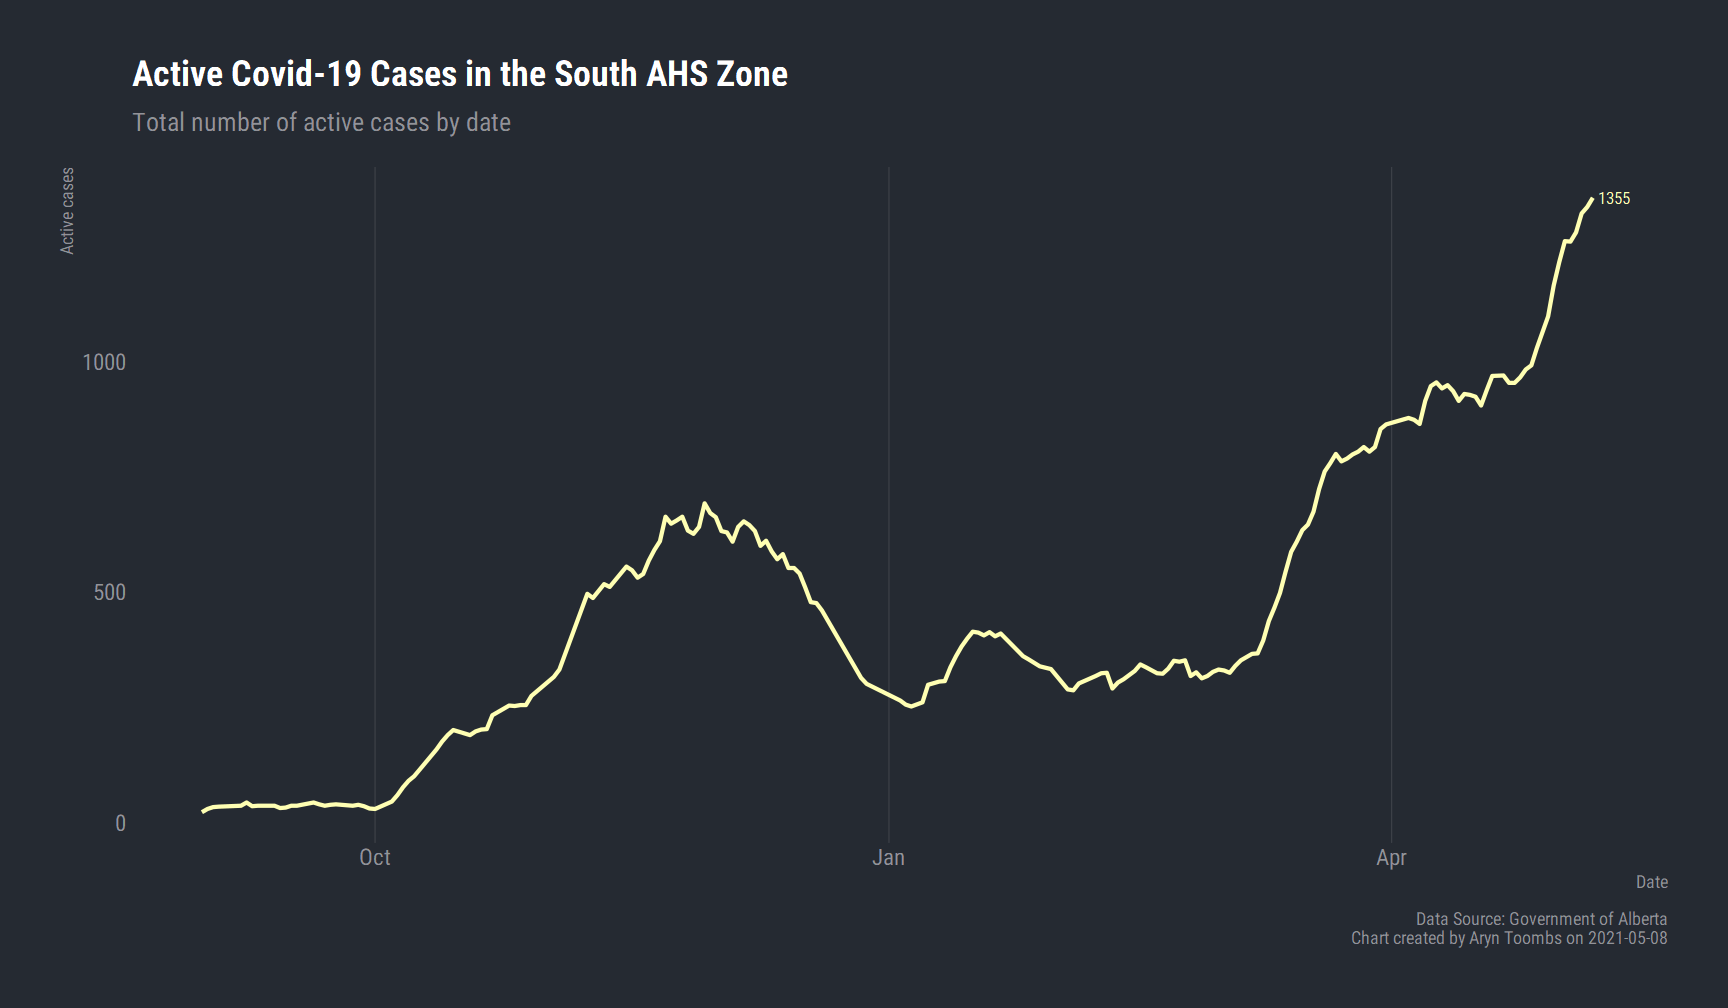 Active Covid-19 Cases in the South AHS Zone
Total number of active cases by date
Active cases
1355
1000
500
0
Oct
Jan
Apr
Date
Data Source: Government of Alberta
Chart created by Aryn Toombs on 2021-05-08